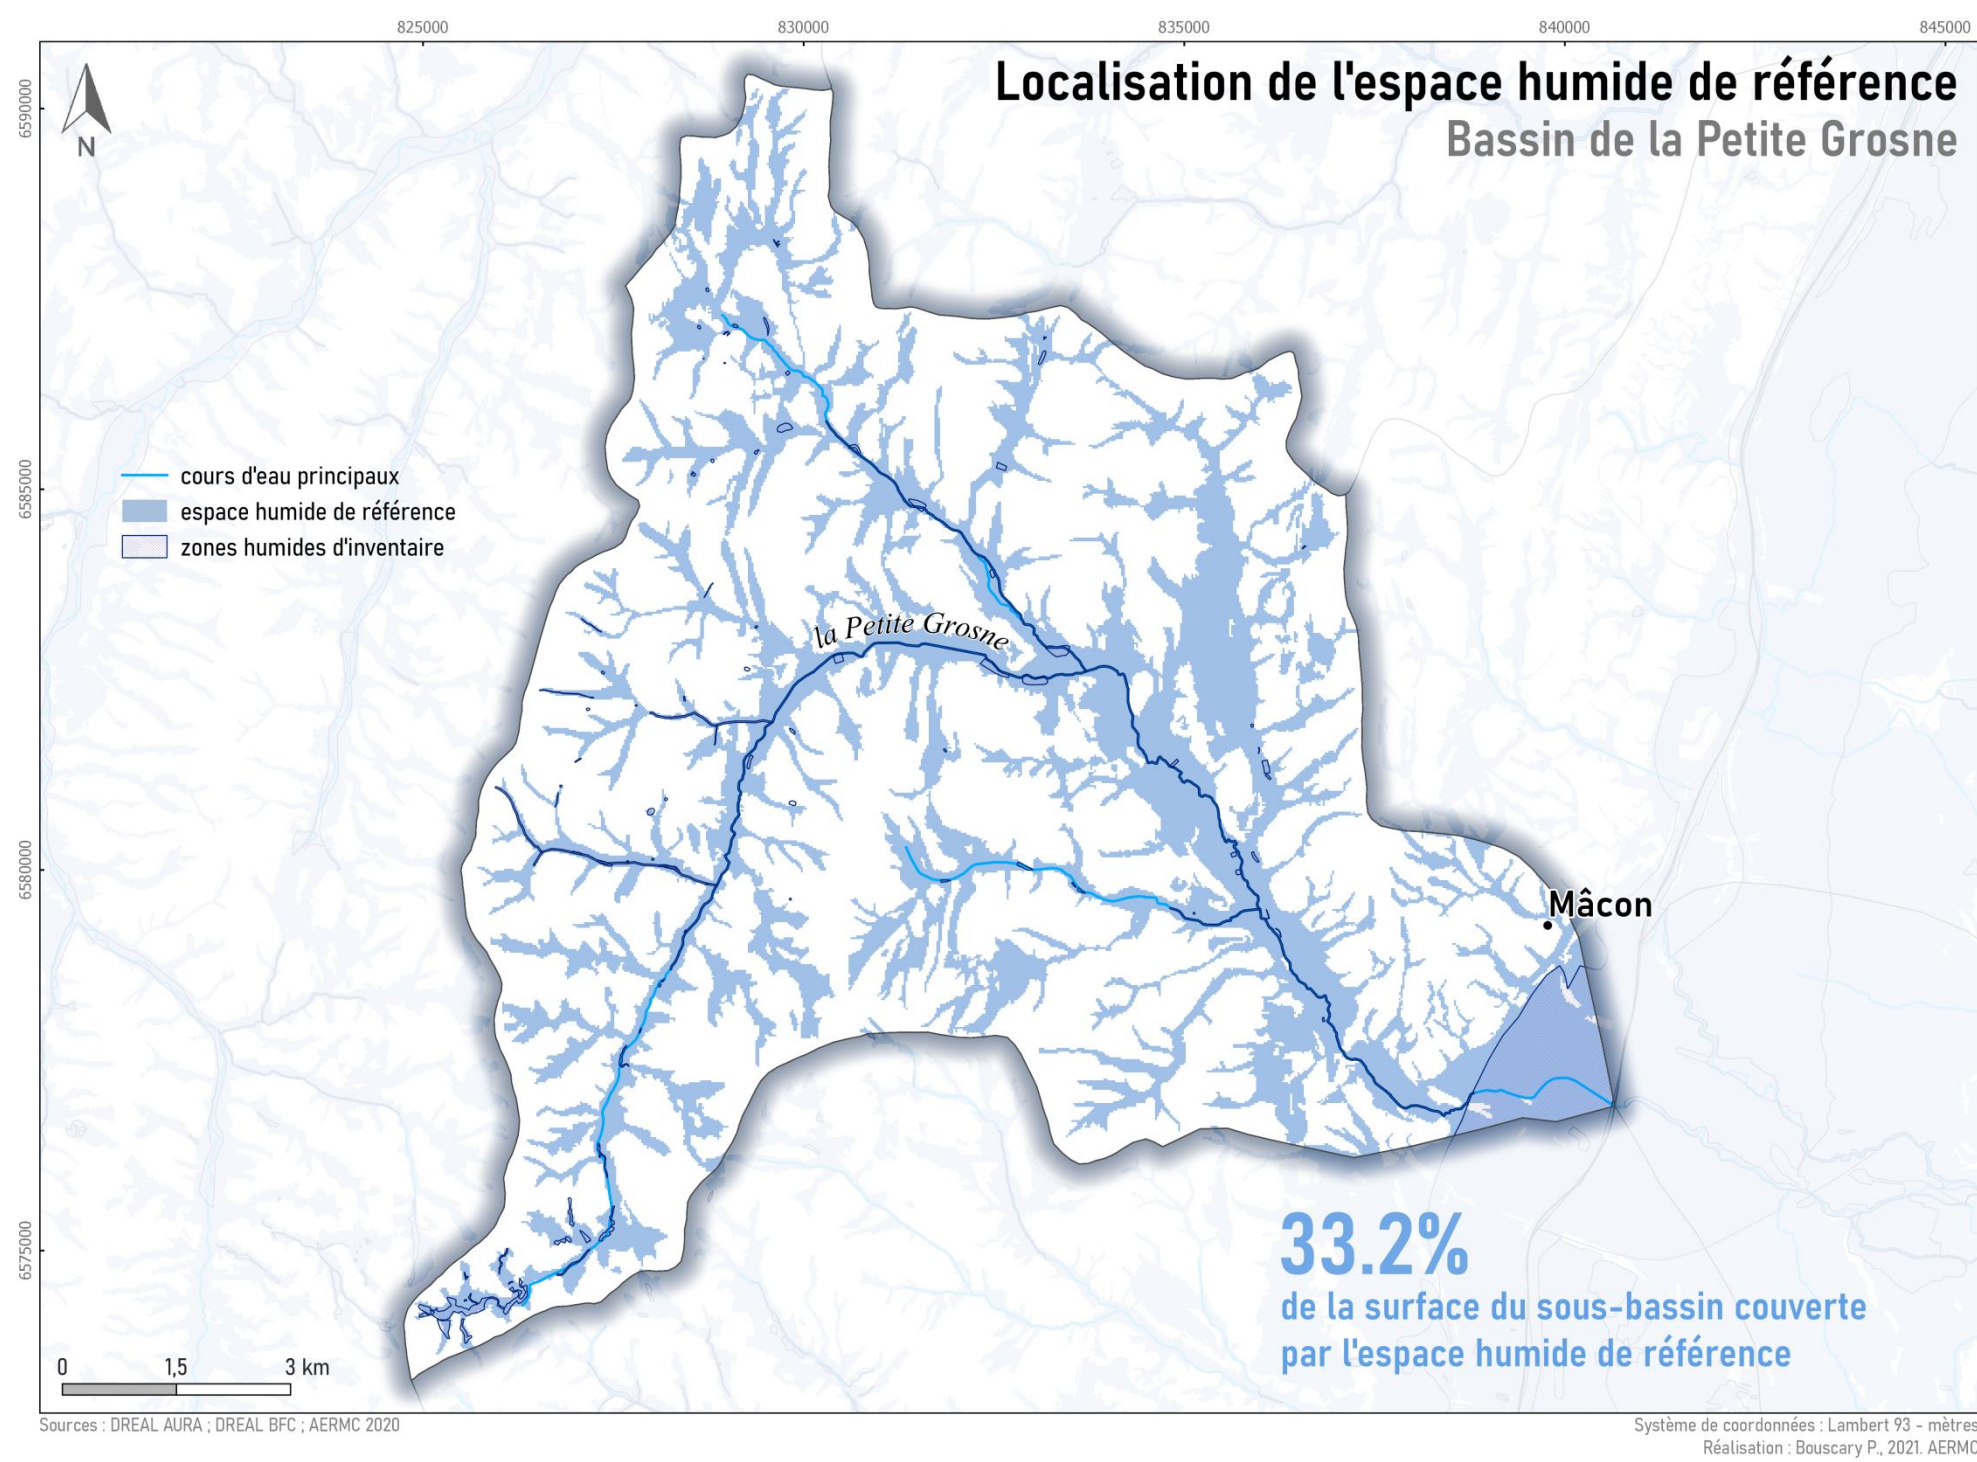 825000 830000 835000 840000 845000
Localisation de l'espace humide de référence
Bassin de la Petite Grosne
N
6590000
6585000
6580000
6575000
cours d'eau principaux
espace humide de référence
zones humides d'inventaire
la Petite Grosne
Mâcon
33.2%
de la surface du sous-bassin couverte
par l'espace humide de référence
0 1,5 3 km
Sources : DREAL AURA ; DREAL BFC ; AERMC 2020
Système de coordonnées : Lambert 93 - mètres
Réalisation : Bouscary P., 2021. AERMC